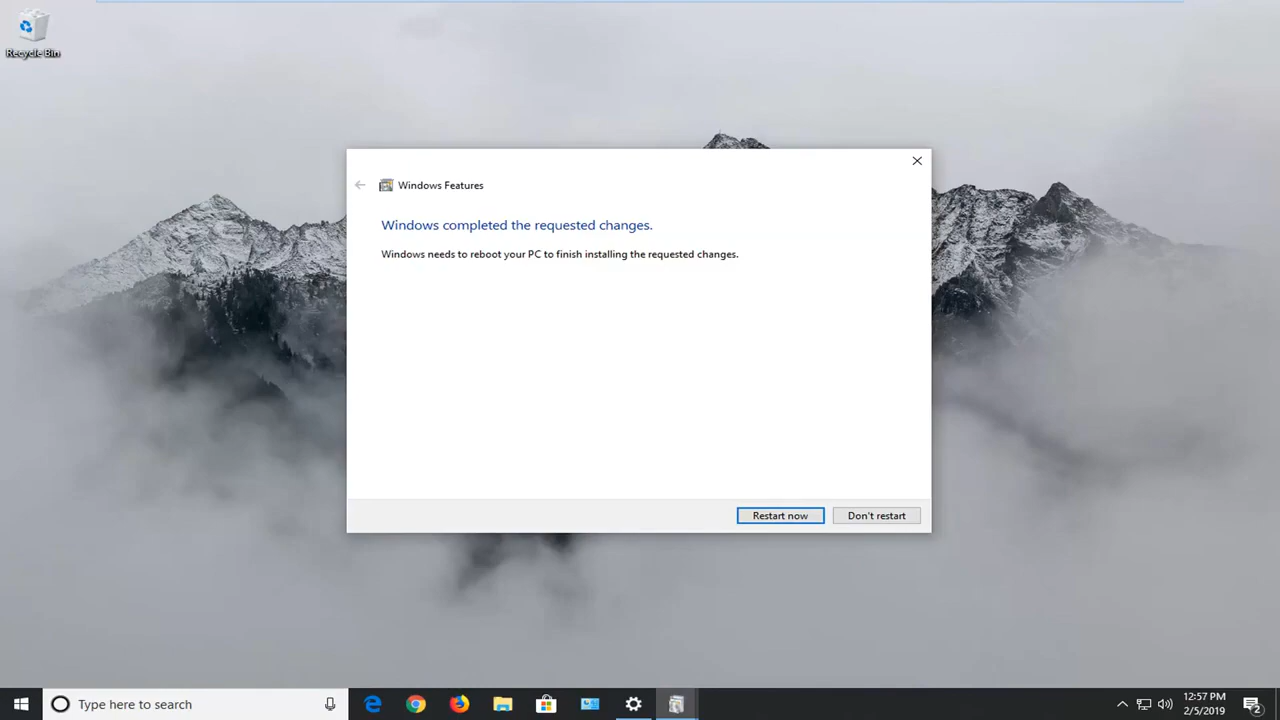 Recycle Bin
Windows Features
Windows completed the requested changes.
Windows needs to reboot your PC to finish installing the requested changes.
Restart now
Don't restart
Type here to search
12:57 PM
2/5/2019
2